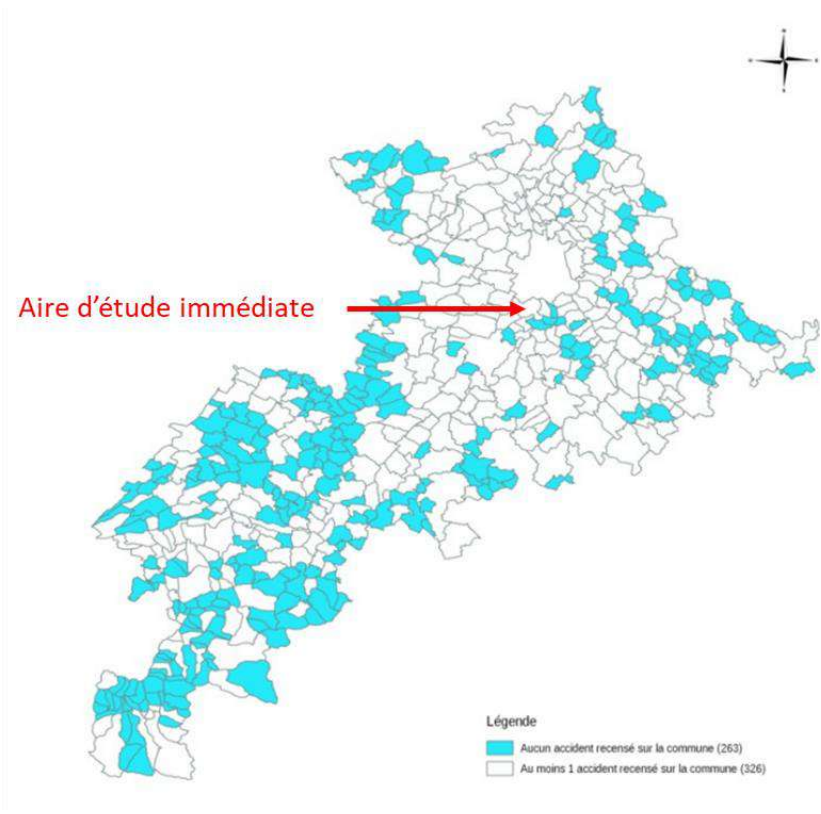 Aire d’étude immédiate
Légende
Aucun accident recensé sur la commune (263)
Au moins 1 accident recensé sur la commune (326)